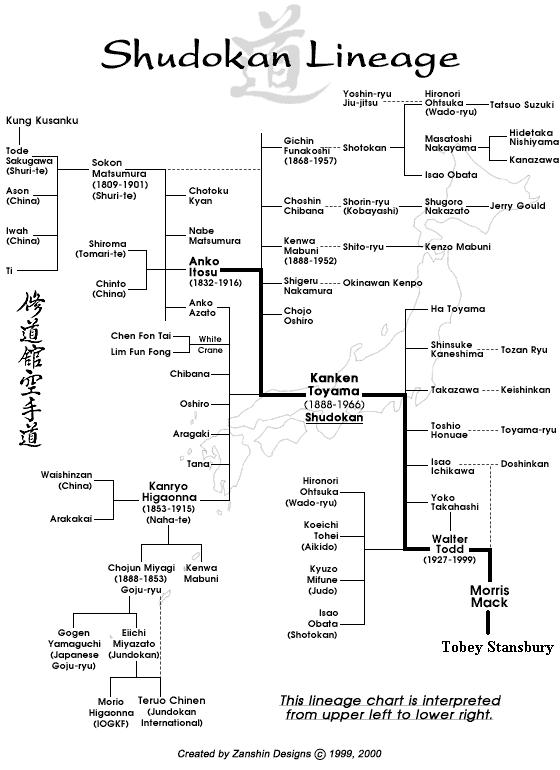 道
Shudokan Lineage
Kung Kusanku
Tode
Sakugawa
(Shuri-te)
Ason
(China)
Iwah
(China)
Ti
Sokon
Matsumura
(1809-1901)
(Shuri-te)
Shiroma
(Tomari-te)
Chinto
(China)
Chotoku
Kyan
Nabe
Matsumura
Anko
Itosu
(1832-1916)
Anko
Azato
Chen Fon Tai
Lim Fun Fong
White
Crane
Chibana
Oshiro
Aragaki
Tana
Waishinzan
(China)
Arakakai
Kanryo
Higaonna
(1853-1915)
(Naha-te)
Chojun Miyagi
(1888-1853)
Goju-ryu
Kenwa
Mabuni
Gogen
Yamaguchi
(Japanese
Goju-ryu)
Eiichi
Miyazato
(Jundokan)
Morio
Higaonna
(IOGKF)
Teruo Chinen
(Jundokan
International)
修道館空手道
Gichin
Funakoshi
(1868-1957)
Shotokan
Yoshin-ryu
Jiu-jitsu
Hironori
Ohtsuka
(Wado-ryu)
Tatsuo Suzuki
Masatoshi
Nakayama
Hidetaka
Nishiyama
Kanazawa
Isao Obata
Choshin
Chibana
Shorin-ryu
(Kobayashi)
Shugoro
Nakazato
Jerry Gould
Kenwa
Mabuni
(1888-1952)
Shito-ryu
Kenzo Mabuni
Shigeru
Nakamura
Okinawan Kenpo
Chojo
Oshiro
Kanken
Toyama
(1888-1966)
Shudokan
Ha Toyama
Shinsuke
Kaneshima
Tozan Ryu
Takazawa
Keishinkan
Toshio
Honuae
Toyama-ryu
Isao
Ichikawa
Doshinkan
Yoko
Takahashi
Hironori
Ohtsuka
(Wado-ryu)
Koeichi
Tohei
(Aikido)
Kyuzo
Mifune
(Judo)
Isao
Obata
(Shotokan)
Walter
Todd
(1927-1999)
Morris
Mack
Tobey Stansbury
This lineage chart is interpreted
from upper left to lower right.
Created by Zanshin Designs © 1999, 2000